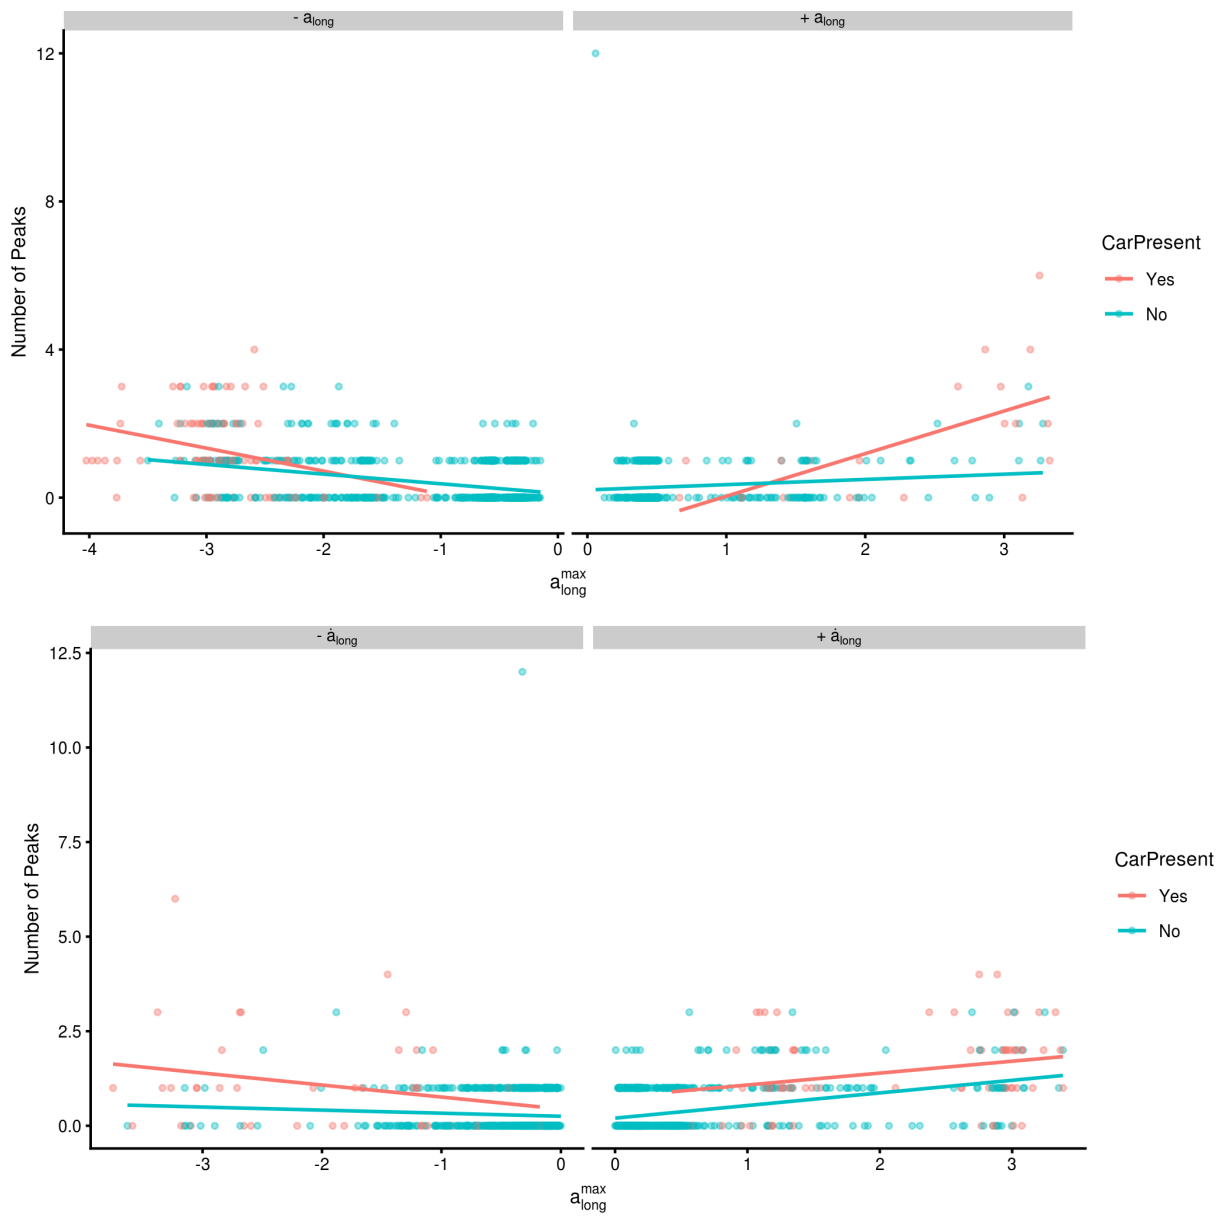 - a_long
+ a_long
12
8
4
0
Number of Peaks
-4 -3 -2 -1 0
0 1 2 3
a_long^max
CarPresent
Yes
No
- ȧ_long
+ ȧ_long
12.5
10.0
7.5
5.0
2.5
0.0
Number of Peaks
-3 -2 -1 0
0 1 2 3
a_long^max
CarPresent
Yes
No